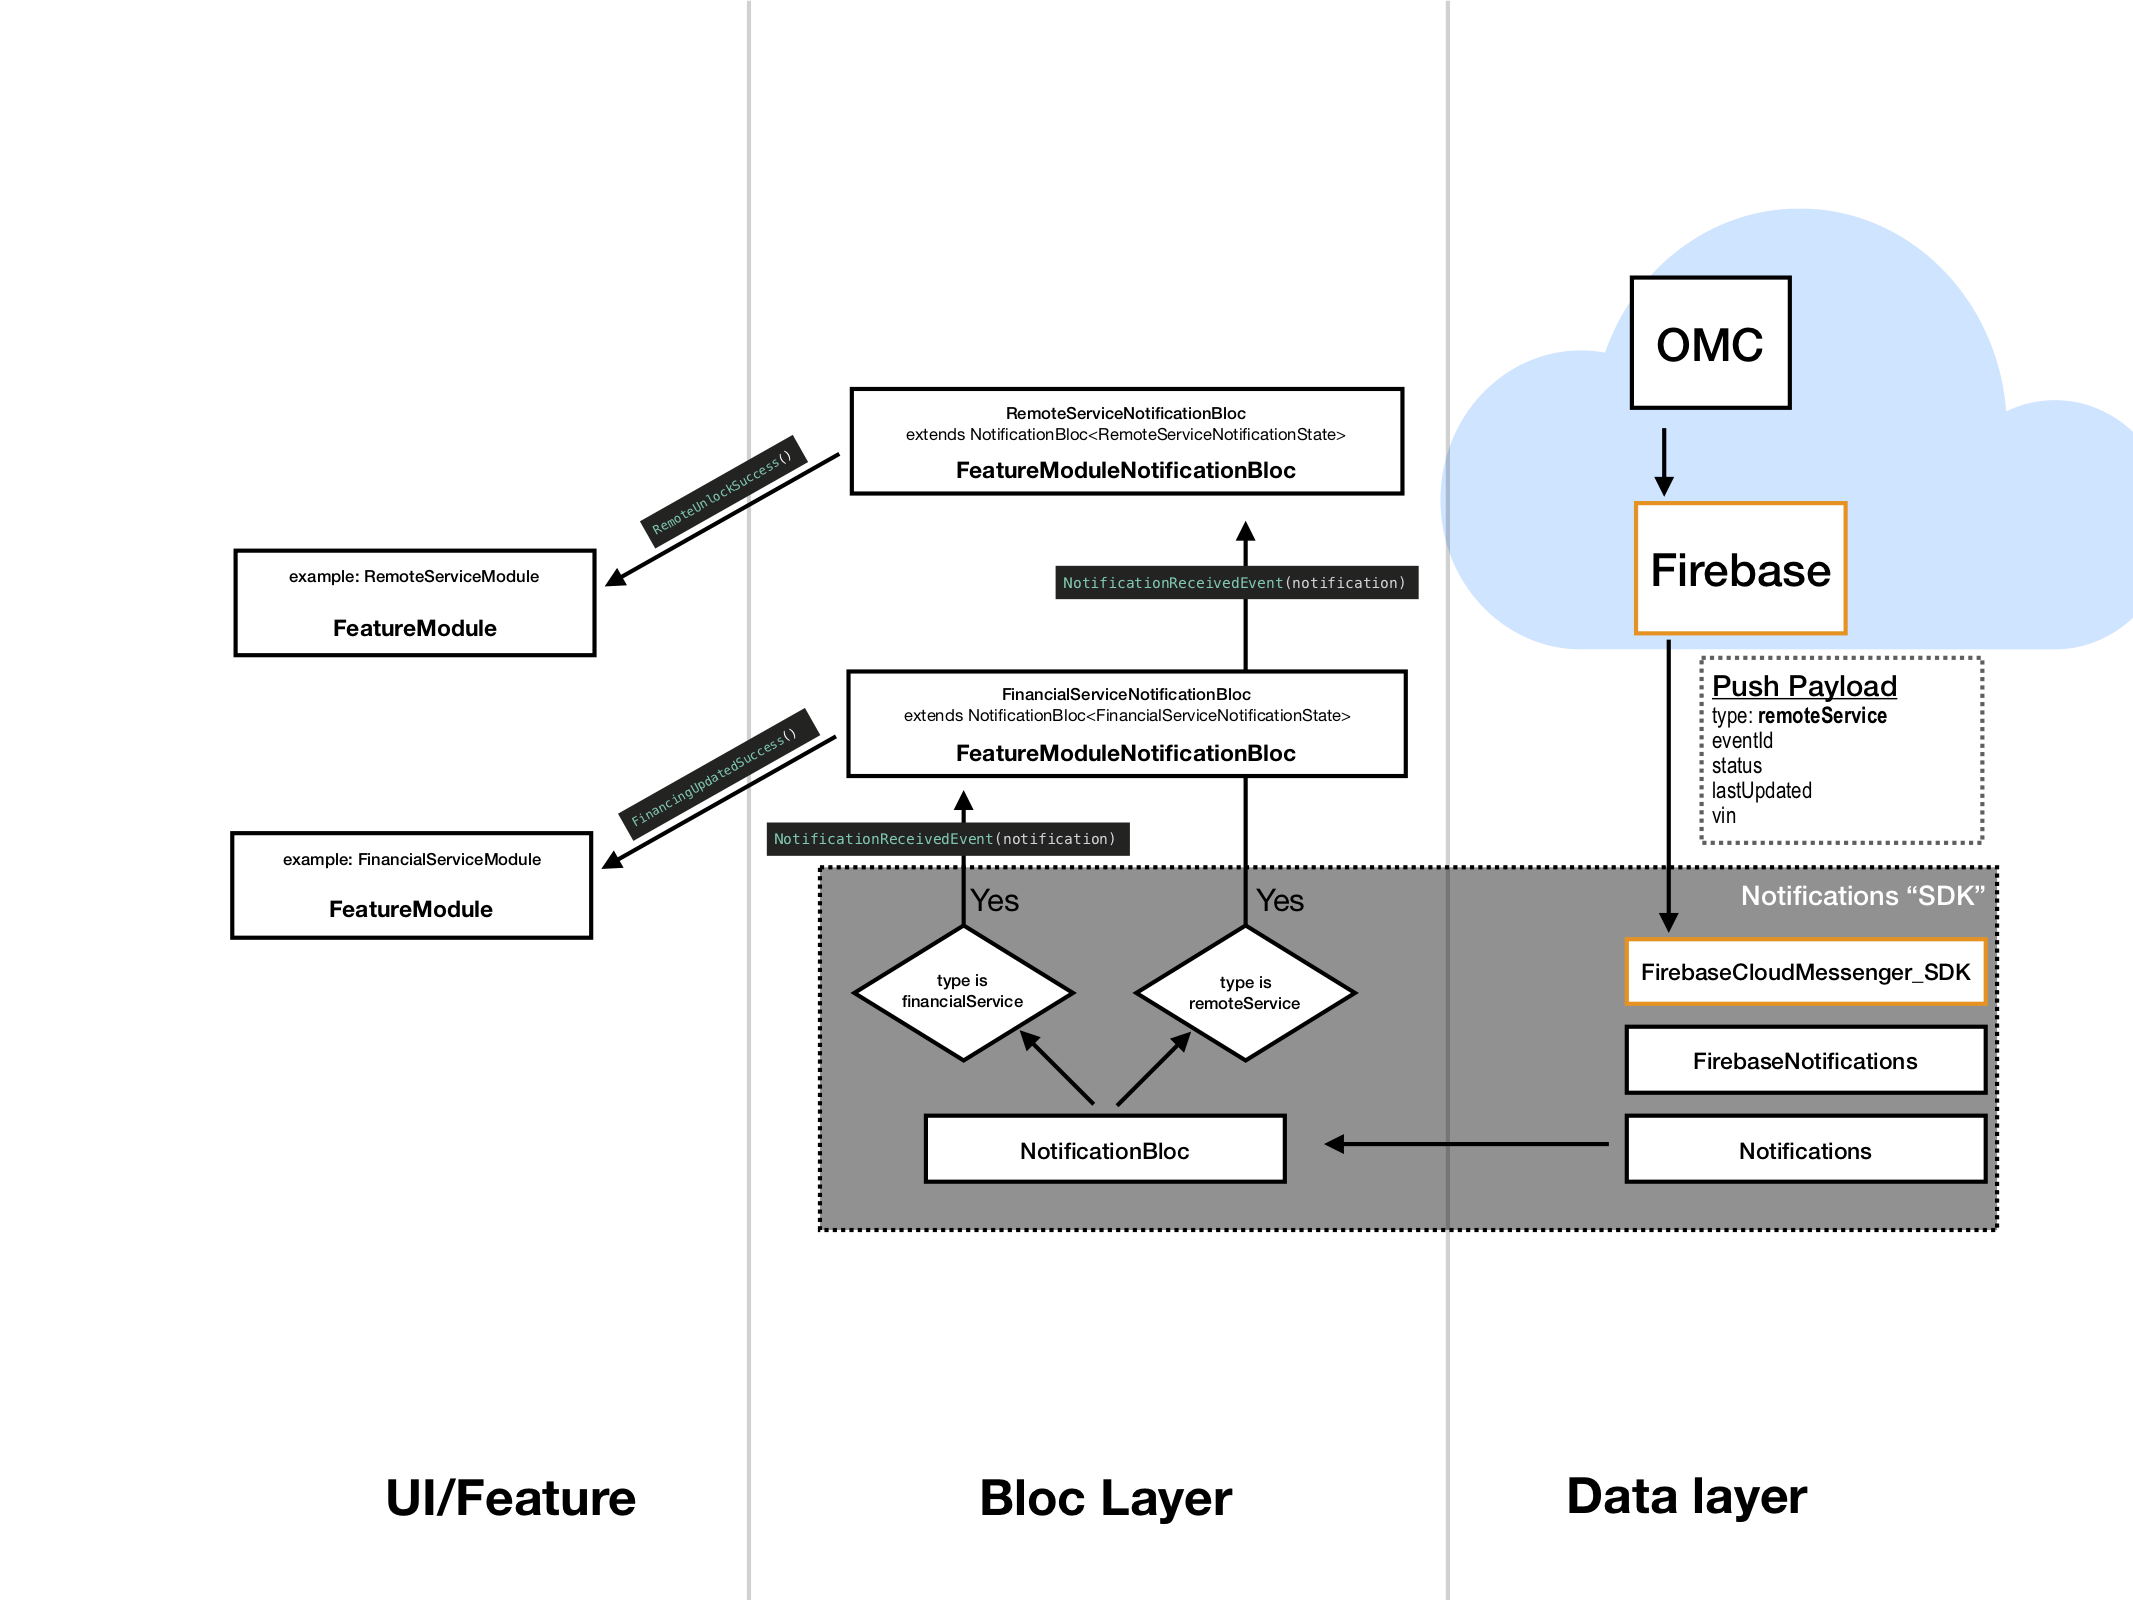 OMC
Firebase
Push Payload
type: remoteService
eventId
status
lastUpdated
vin
Notifications “SDK”
FirebaseCloudMessenger_SDK
FirebaseNotifications
Notifications
NotificationBloc
type is
financialService
type is
remoteService
Yes
Yes
NotificationReceivedEvent(notification)
NotificationReceivedEvent(notification)
FinancialServiceNotificationBloc
extends NotificationBloc<FinancialServiceNotificationState>
FeatureModuleNotificationBloc
RemoteServiceNotificationBloc
extends NotificationBloc<RemoteServiceNotificationState>
FeatureModuleNotificationBloc
RemoteUnlockSuccess()
example: RemoteServiceModule
FeatureModule
FinancingUpdatedSuccess()
example: FinancialServiceModule
FeatureModule
UI/Feature
Bloc Layer
Data layer